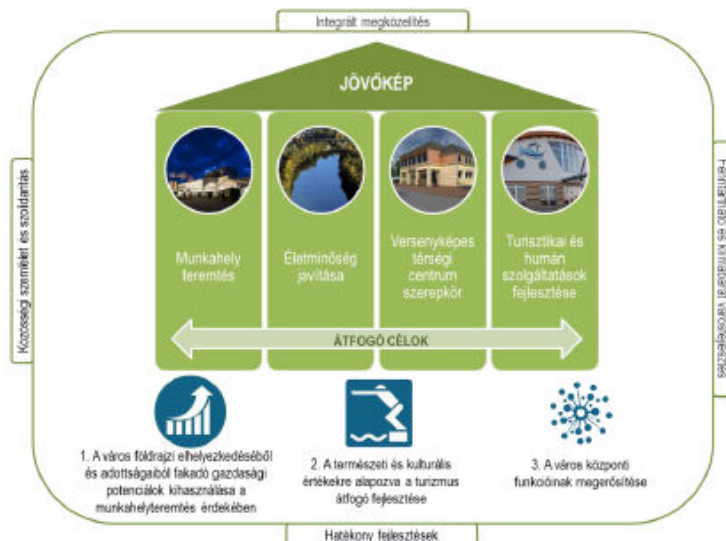 Integrált megközelítés
JÖVŐKÉP
Munkahely
teremtés
Életminőség
javítása
Versenyképes
térségi
centrum
szerepkör
Turisztikai és
humán
szolgáltatások
fejlesztése
ÁTFOGÓ CÉLOK
1. A város földrajzi elhelyezkedéséből
és adottságaiból fakadó gazdasági
potenciálok kihasználása a
munkahelyteremtés érdekében
2. A természeti és kulturális
értékekre alapozva a turizmus
átfogó fejlesztése
3. A város központi
funkcióinak megerősítése
Közösségi szemlélet és szolidaritás
Fenntartható és városfejlesztés
Hatékony fejlesztések